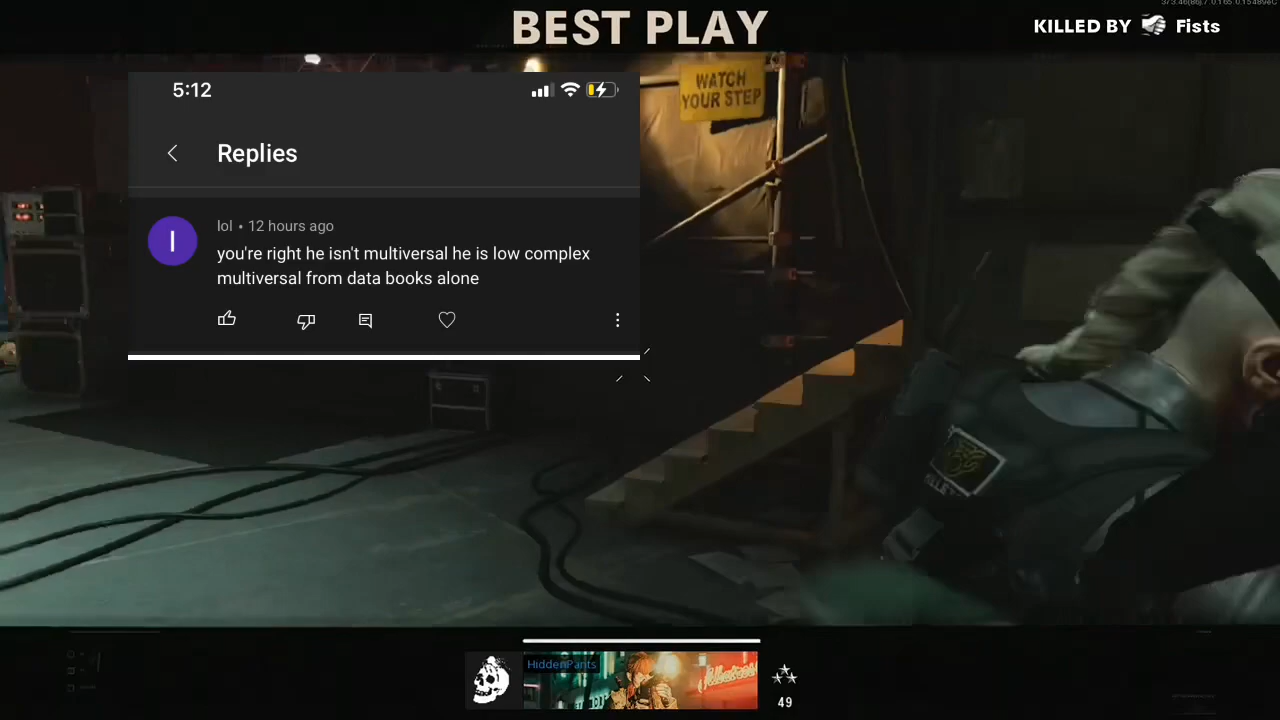 BEST PLAY
KILLED BY Fists
WATCH
YOUR STEP
5:12
Replies
l
lol • 12 hours ago
you're right he isn't multiversal he is low complex
multiversal from data books alone
HiddenPants
49